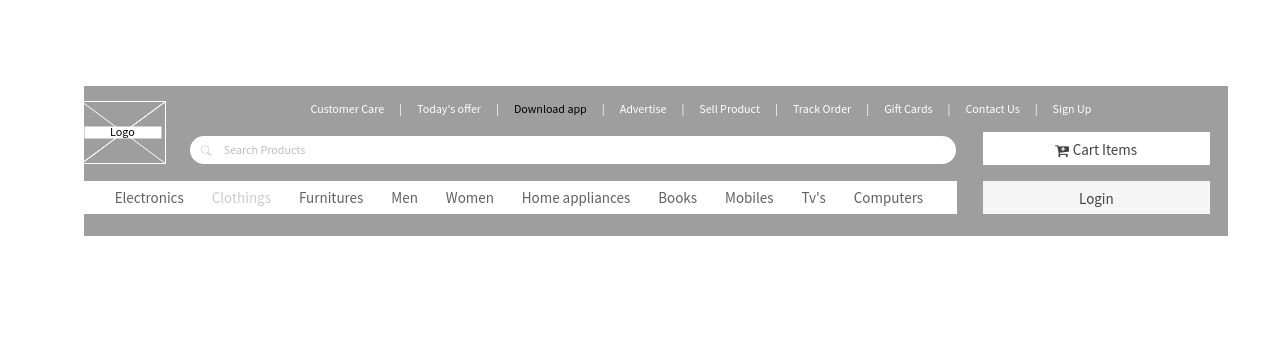 Customer Care | Today's offer | Download app | Advertise | Sell Product | Track Order | Gift Cards | Contact Us | Sign Up
Logo
Search Products
Cart Items
Electronics Clothings Furnitures Men Women Home appliances Books Mobiles Tv's Computers
Login